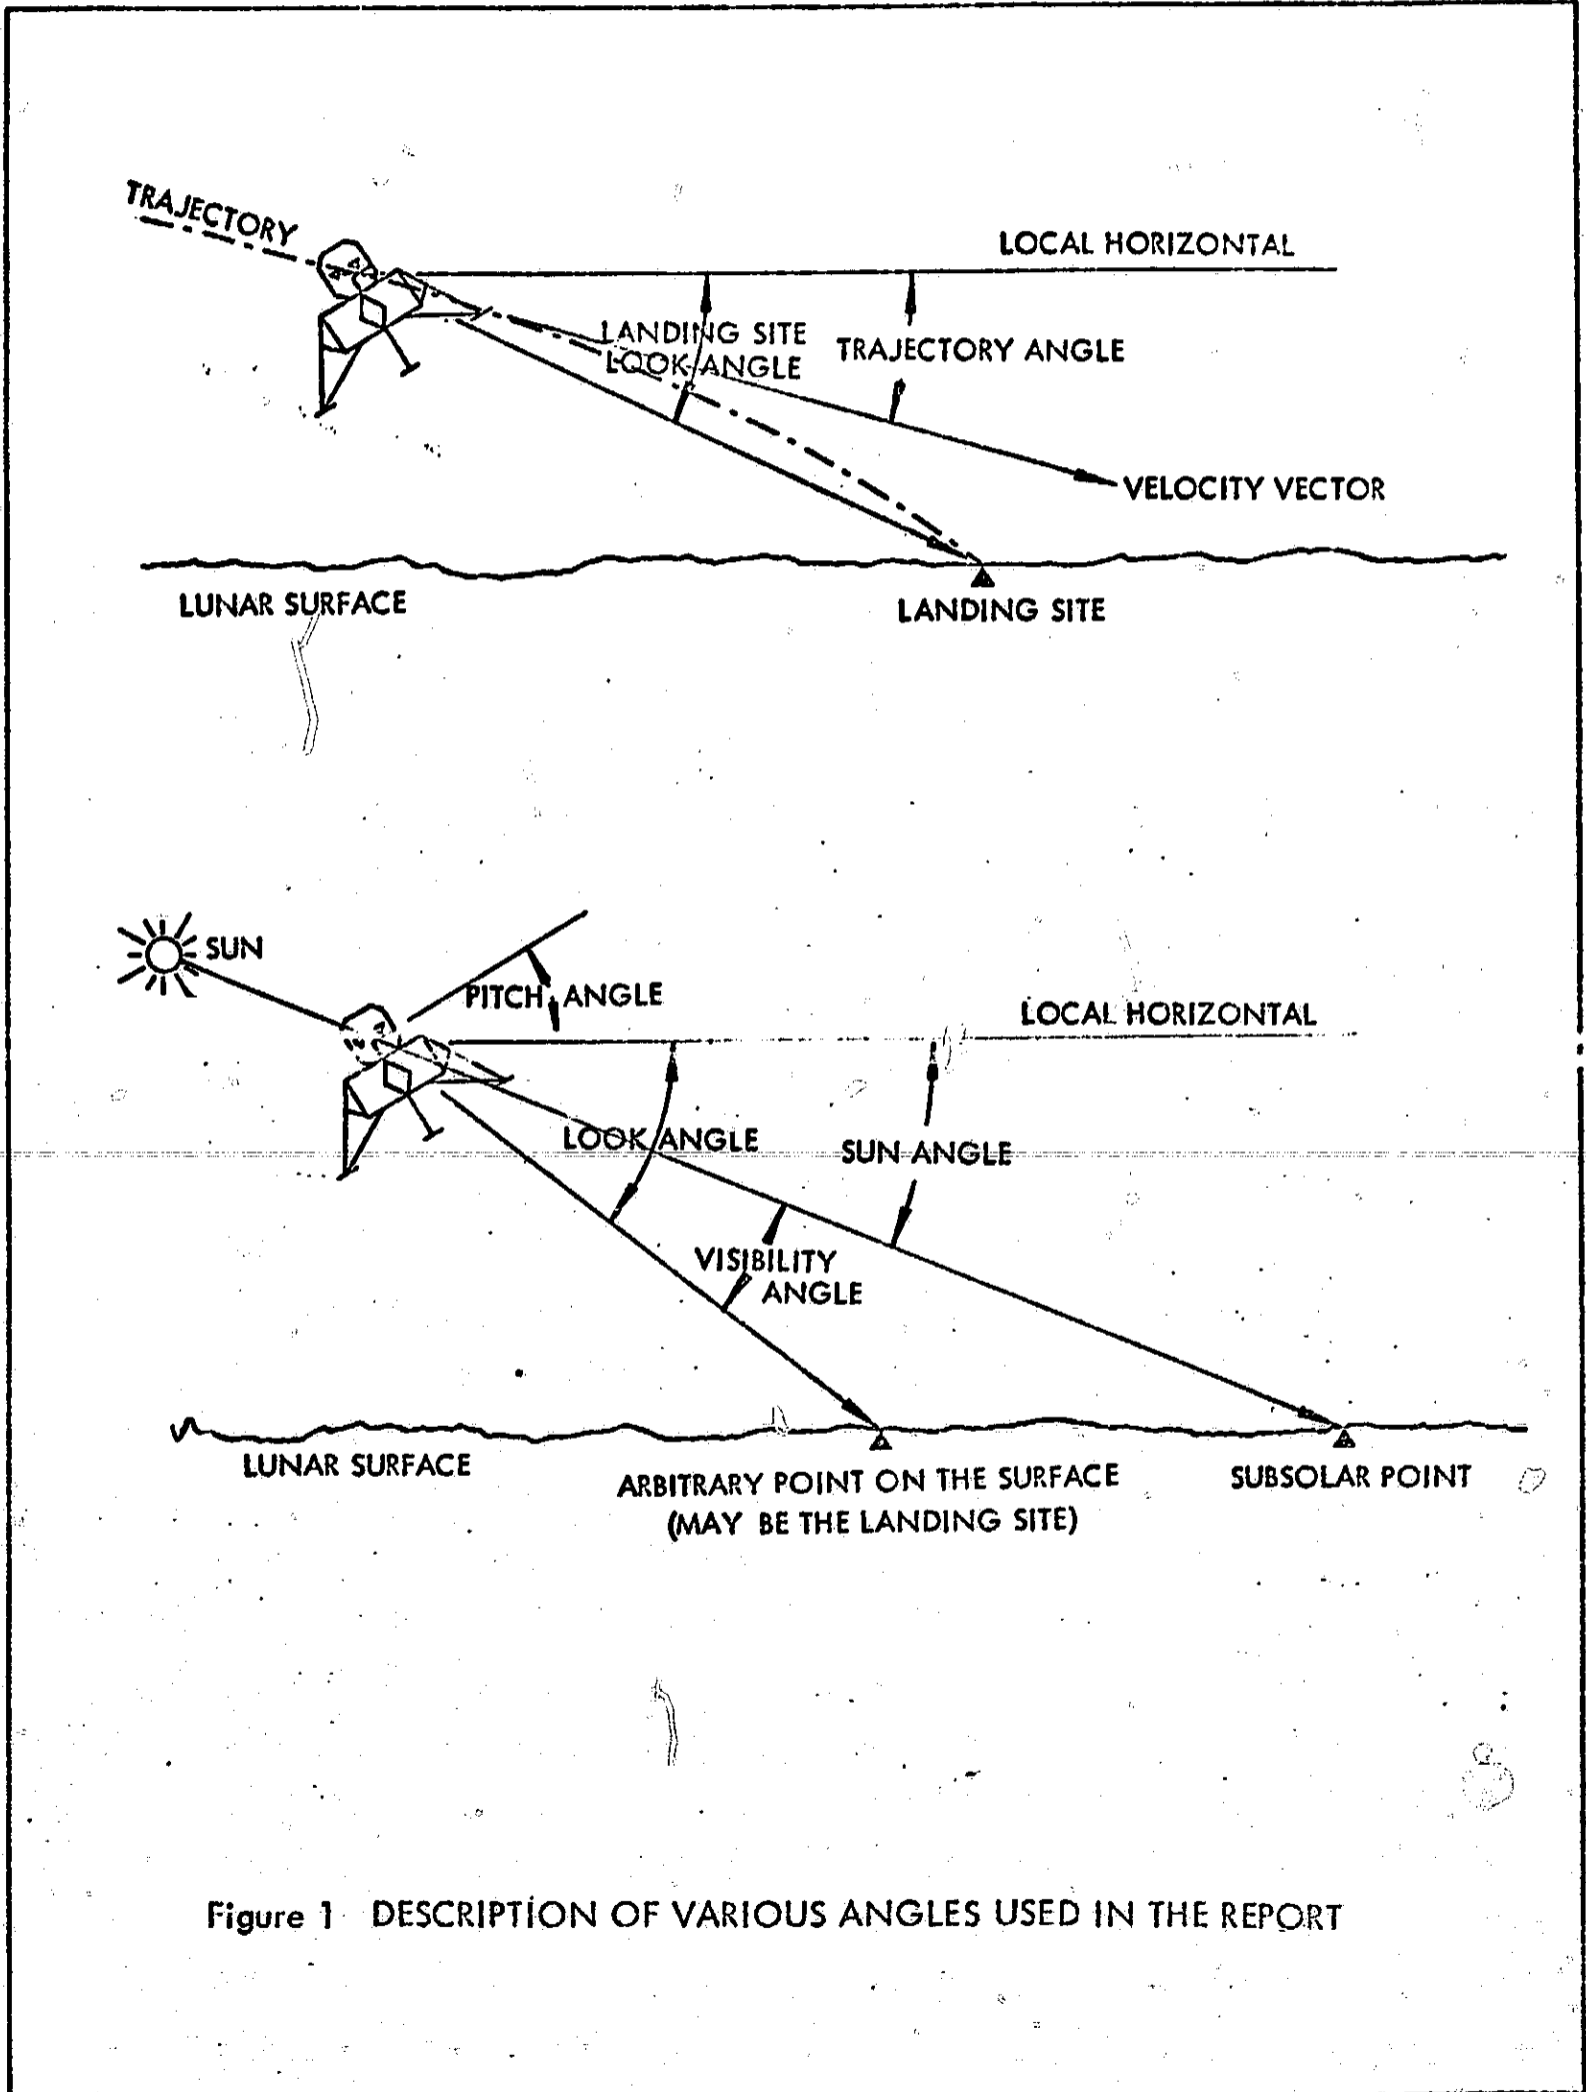 TRAJECTORY
LOCAL HORIZONTAL
LANDING SITE
LOOK ANGLE
TRAJECTORY ANGLE
VELOCITY VECTOR
LUNAR SURFACE
LANDING SITE
SUN
PITCH ANGLE
LOCAL HORIZONTAL
LOOK ANGLE
SUN ANGLE
VISIBILITY
ANGLE
LUNAR SURFACE
ARBITRARY POINT ON THE SURFACE
(MAY BE THE LANDING SITE)
SUBSOLAR POINT
Figure 1 DESCRIPTION OF VARIOUS ANGLES USED IN THE REPORT